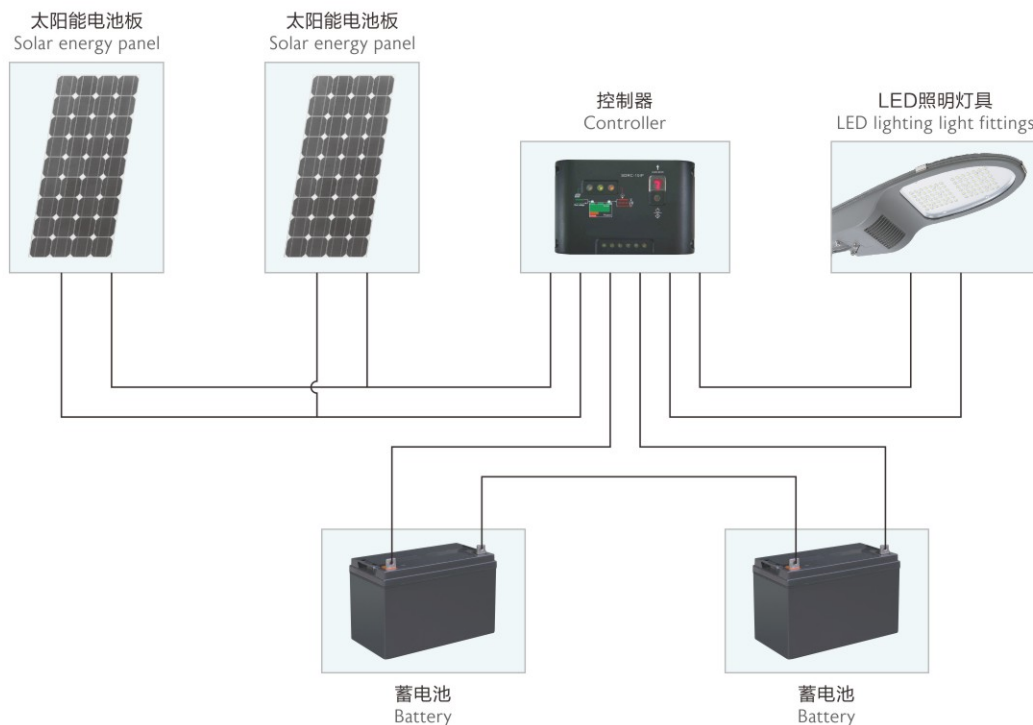 太阳能电池板
Solar energy panel
太阳能电池板
Solar energy panel
控制器
Controller
LED照明灯具
LED lighting light fittings
蓄电池
Battery
蓄电池
Battery